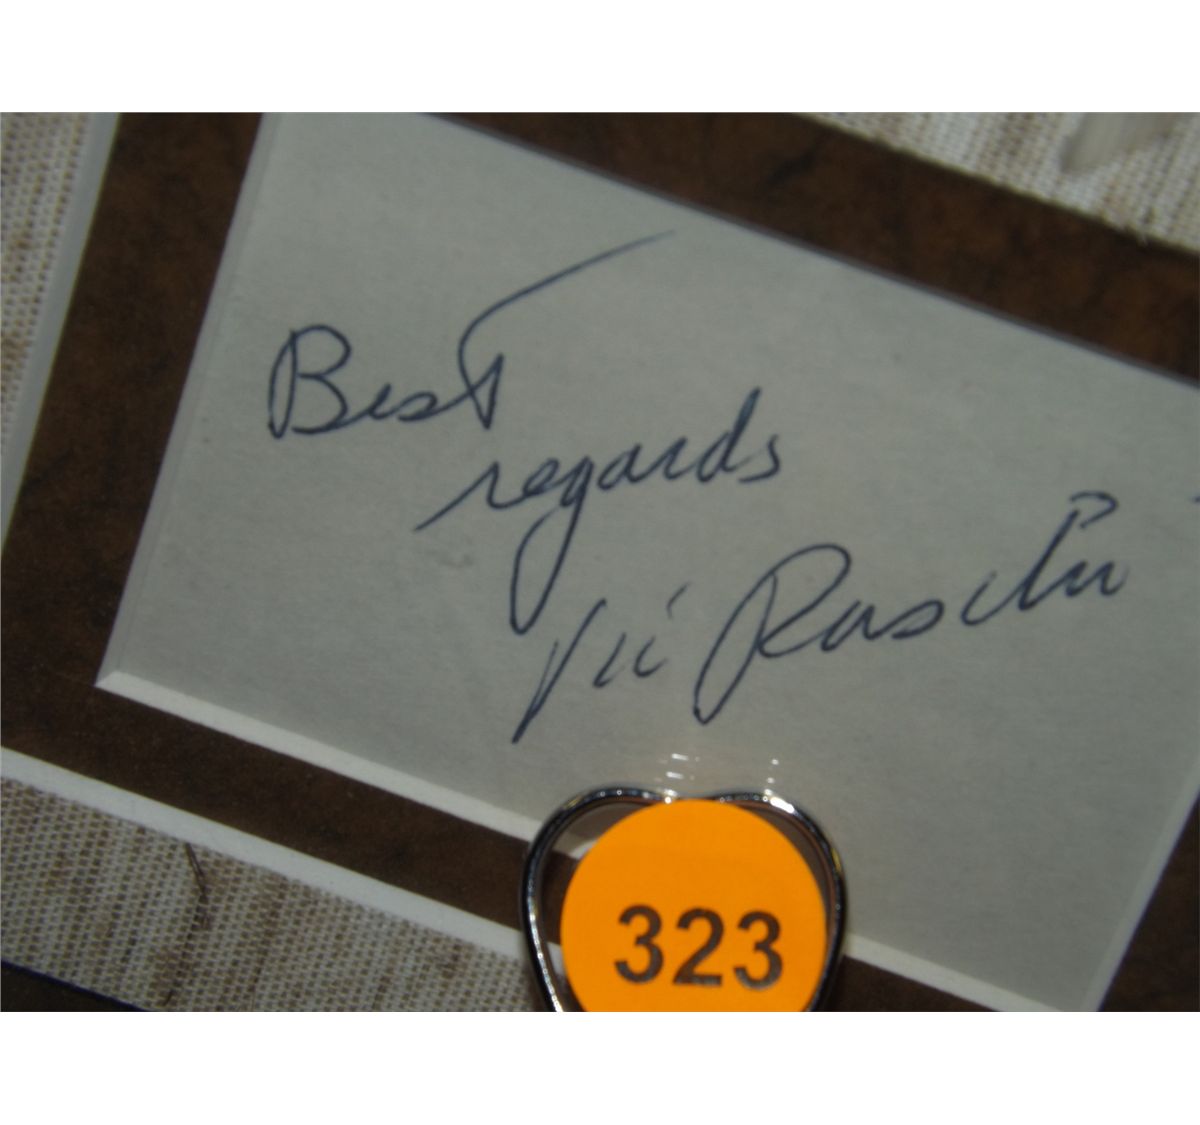 Best
regards
Vic Raschi
323